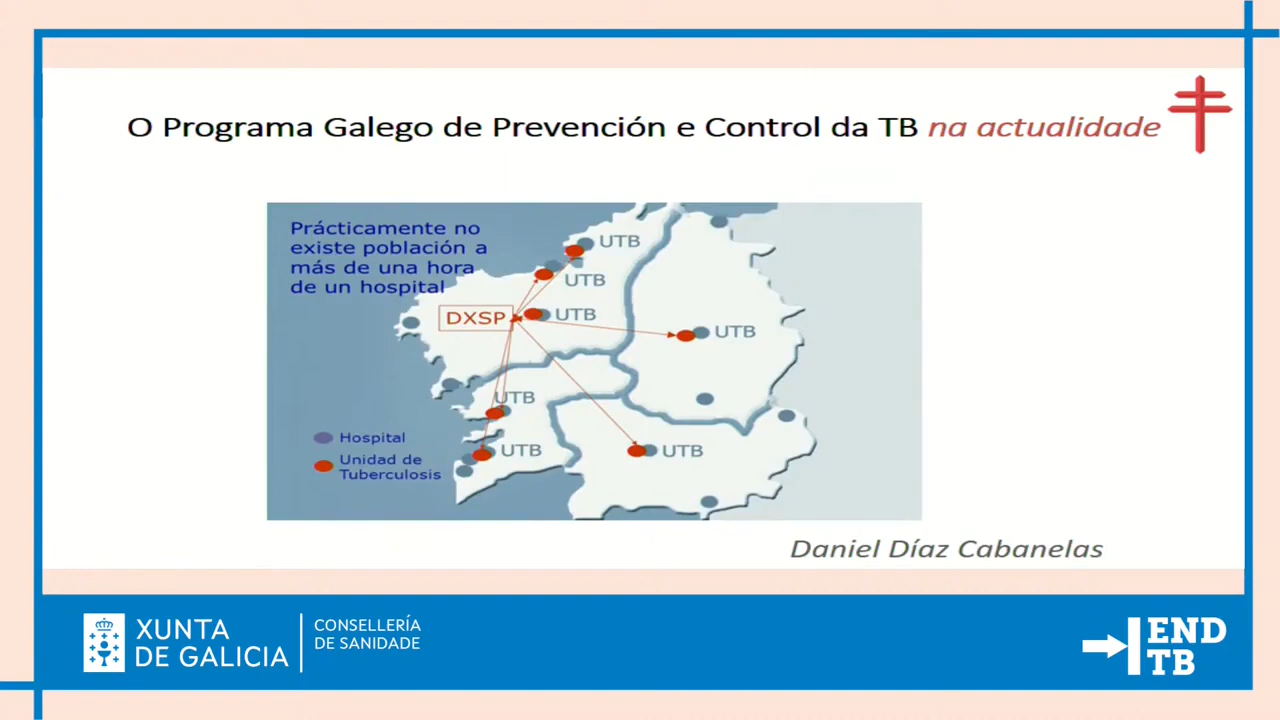 O Programa Galego de Prevención e Control da TB na actualidade
Prácticamente no
existe población a
más de una hora
de un hospital
UTB
UTB
DXSP
UTB
UTB
UTB
UTB
UTB
Hospital
Unidad de
Tuberculosis
Daniel Díaz Cabanelas
XUNTA
DE GALICIA
CONSELLERÍA
DE SANIDADE
END
TB